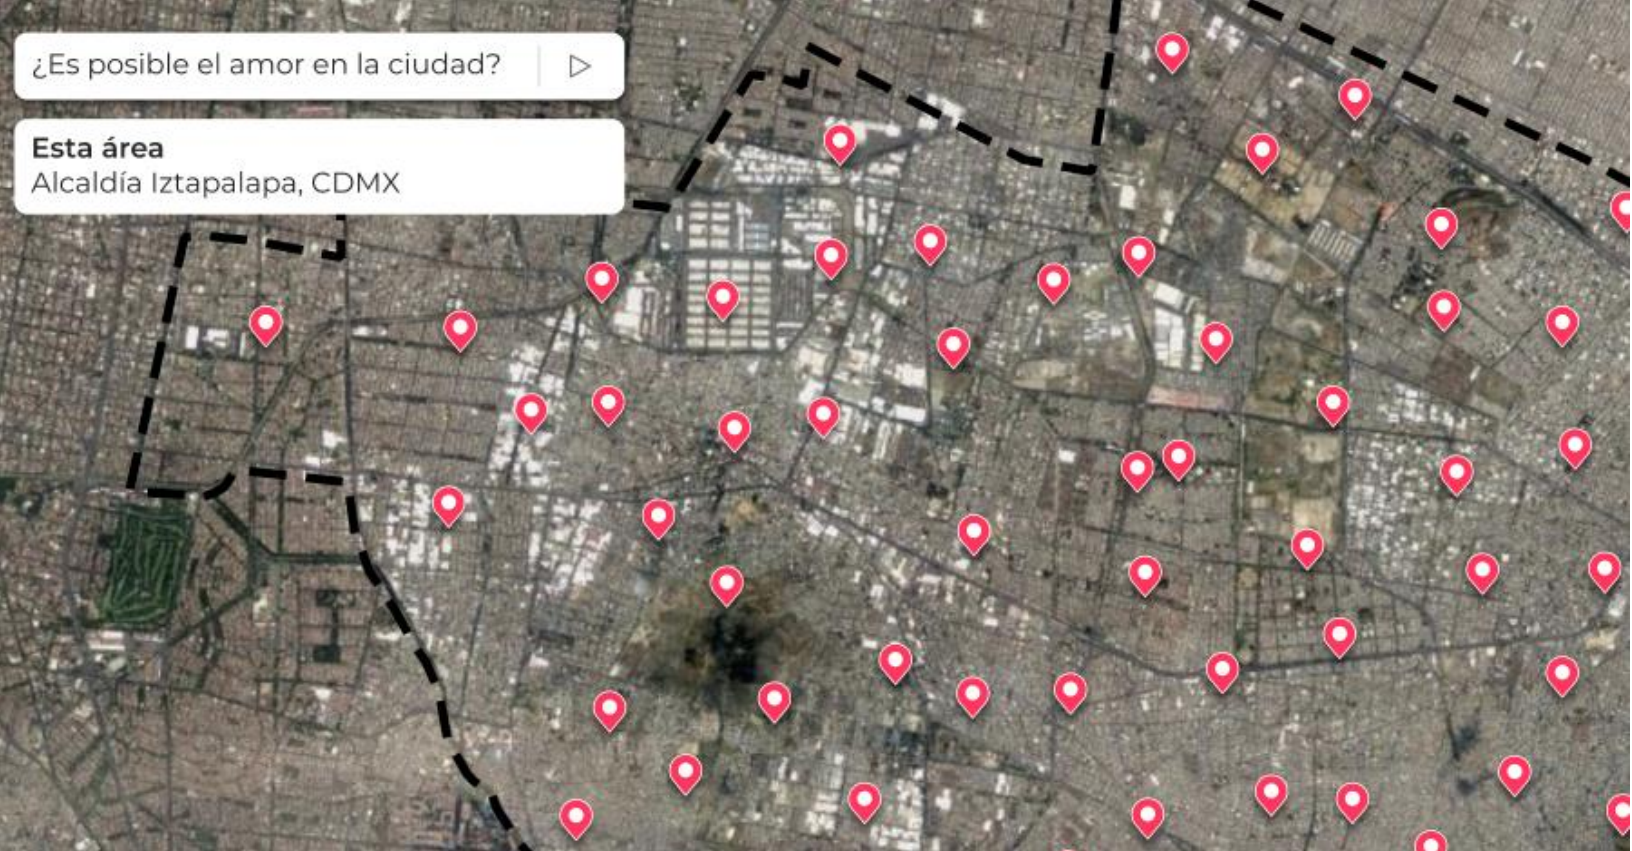 ¿Es posible el amor en la ciudad?
Esta área
Alcaldía Iztapalapa, CDMX